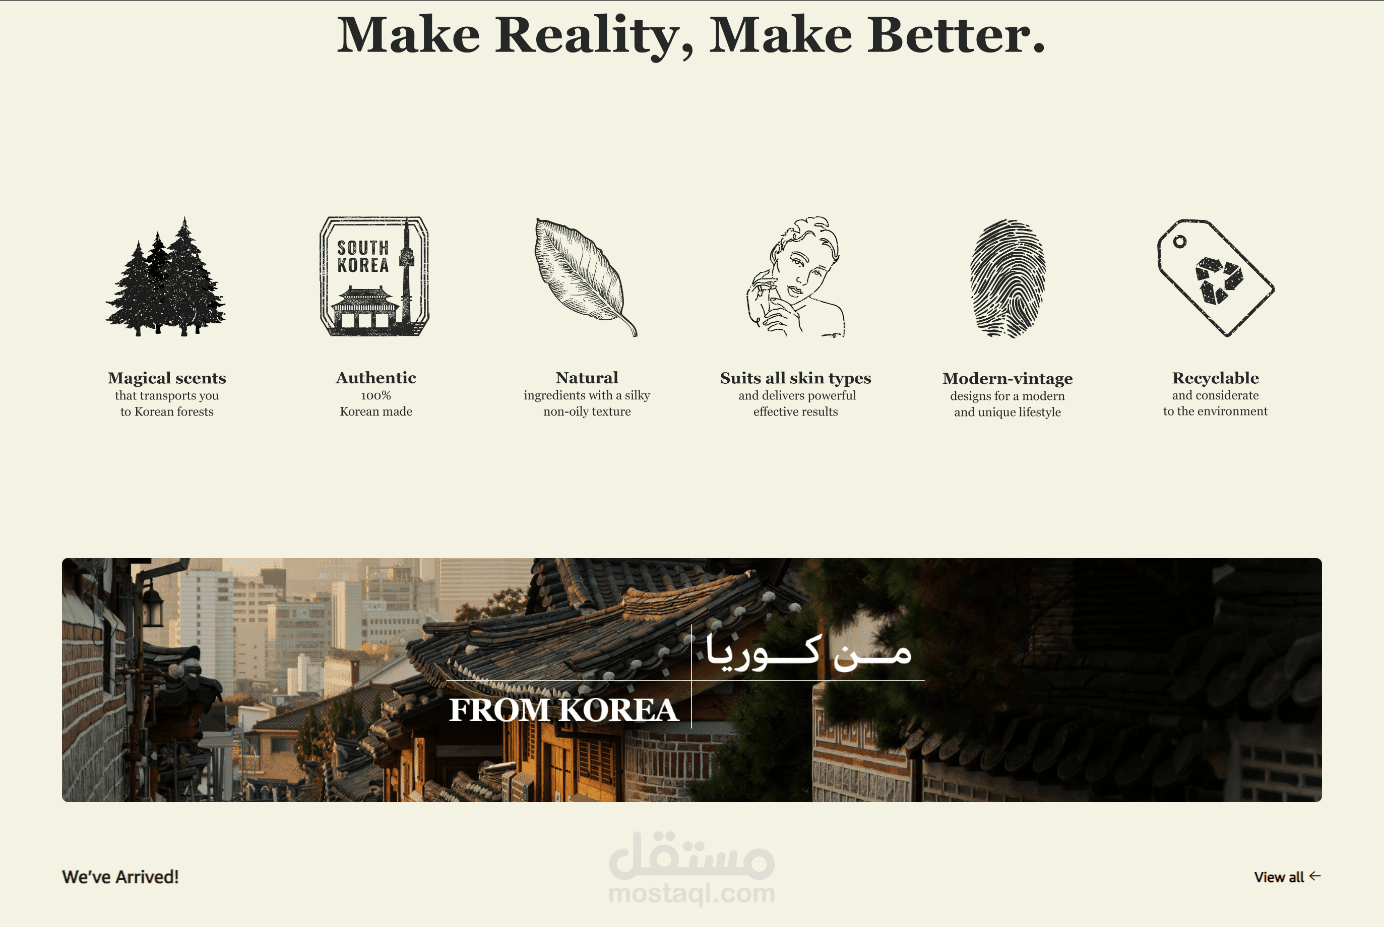 Make Reality, Make Better.
SOUTH
KOREA
Magical scents
that transports you
to Korean forests
Authentic
100%
Korean made
Natural
ingredients with a silky
non-oily texture
Suits all skin types
and delivers powerful
effective results
Modern-vintage
designs for a modern
and unique lifestyle
Recyclable
and considerate
to the environment
مـــن كـــوريا
FROM KOREA
We've Arrived!
View all ←
مستقل
mostaql.com